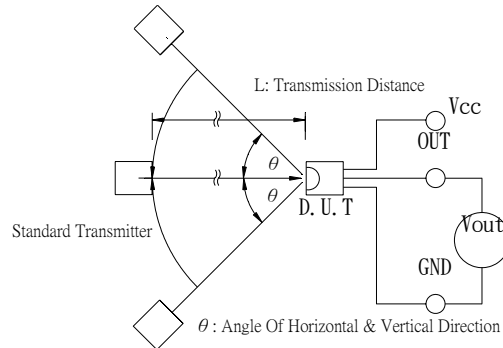 L: Transmission Distance
Vcc
OUT
θ
θ
D. U. T
Standard Transmitter
Vout
GND
θ : Angle Of Horizontal & Vertical Direction